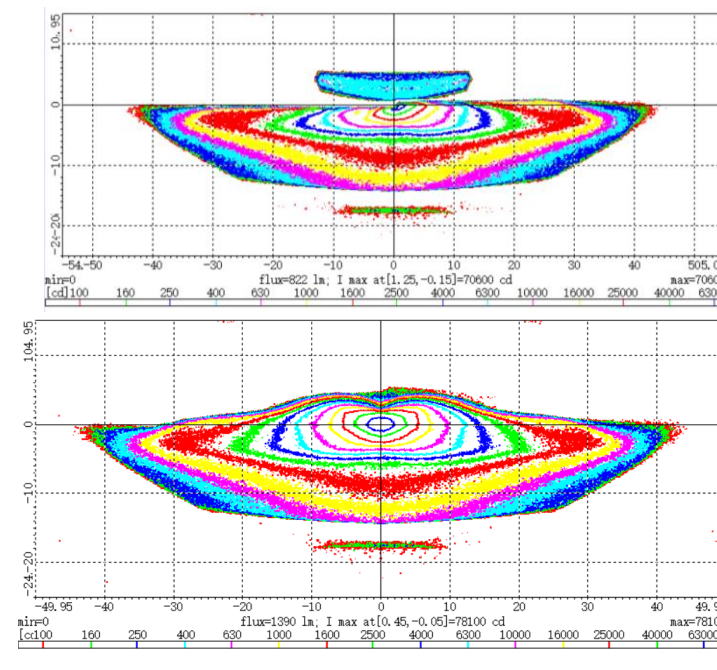 10.95
0
-10
-24.-20
-54.-50 -40 -30 -20 -10 0 10 20 30 40 505.0
min=0 flux=822 lm; I max at[1.25,-0.15]=70600 cd max=7060
[cd]100 160 250 400 630 1000 1600 2500 4000 6300 10000 16000 25000 40000 6300
104.95
0
-10
-24.-20
-49.95 -40 -30 -20 -10 0 10 20 30 40 49.9
min=0 flux=1390 lm; I max at[0.45,-0.05]=78100 cd max=7810
[cd100 160 250 400 630 1000 1600 2500 4000 6300 10000 16000 25000 40000 63000